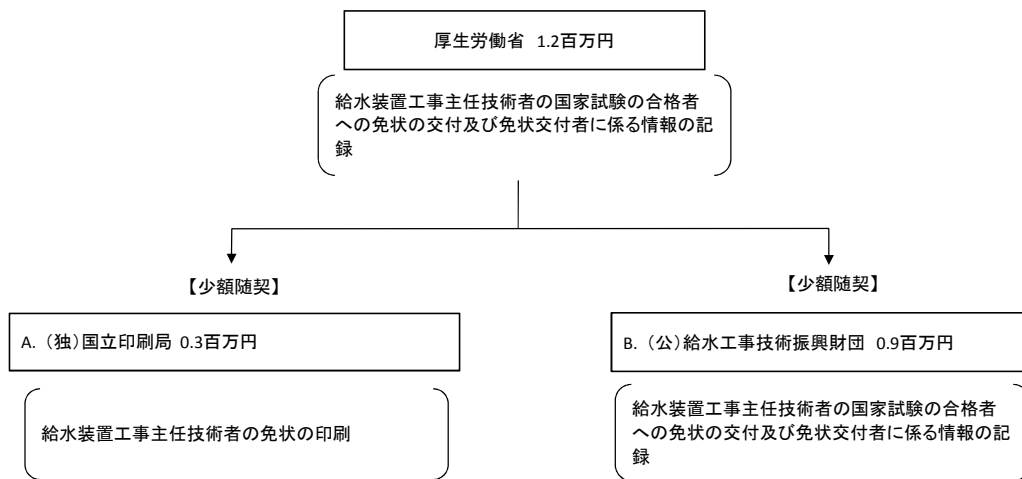 厚生労働省 1.2百万円
給水装置工事主任技術者の国家試験の合格者
への免状の交付及び免状交付者に係る情報の記
録
【少額随契】
【少額随契】
A. （独）国立印刷局 0.3百万円
B. （公）給水工事技術振興財団 0.9百万円
給水装置工事主任技術者の免状の印刷
給水装置工事主任技術者の国家試験の合格者
への免状の交付及び免状交付者に係る情報の記
録